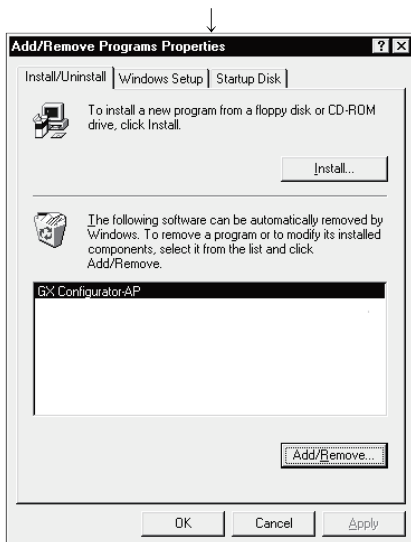 Add/Remove Programs Properties
Install/Uninstall Windows Setup Startup Disk
To install a new program from a floppy disk or CD-ROM
drive, click Install.
Install...
The following software can be automatically removed by
Windows. To remove a program or to modify its installed
components, select it from the list and click
Add/Remove.
GX Configurator-AP
Add/Remove...
OK Cancel Apply